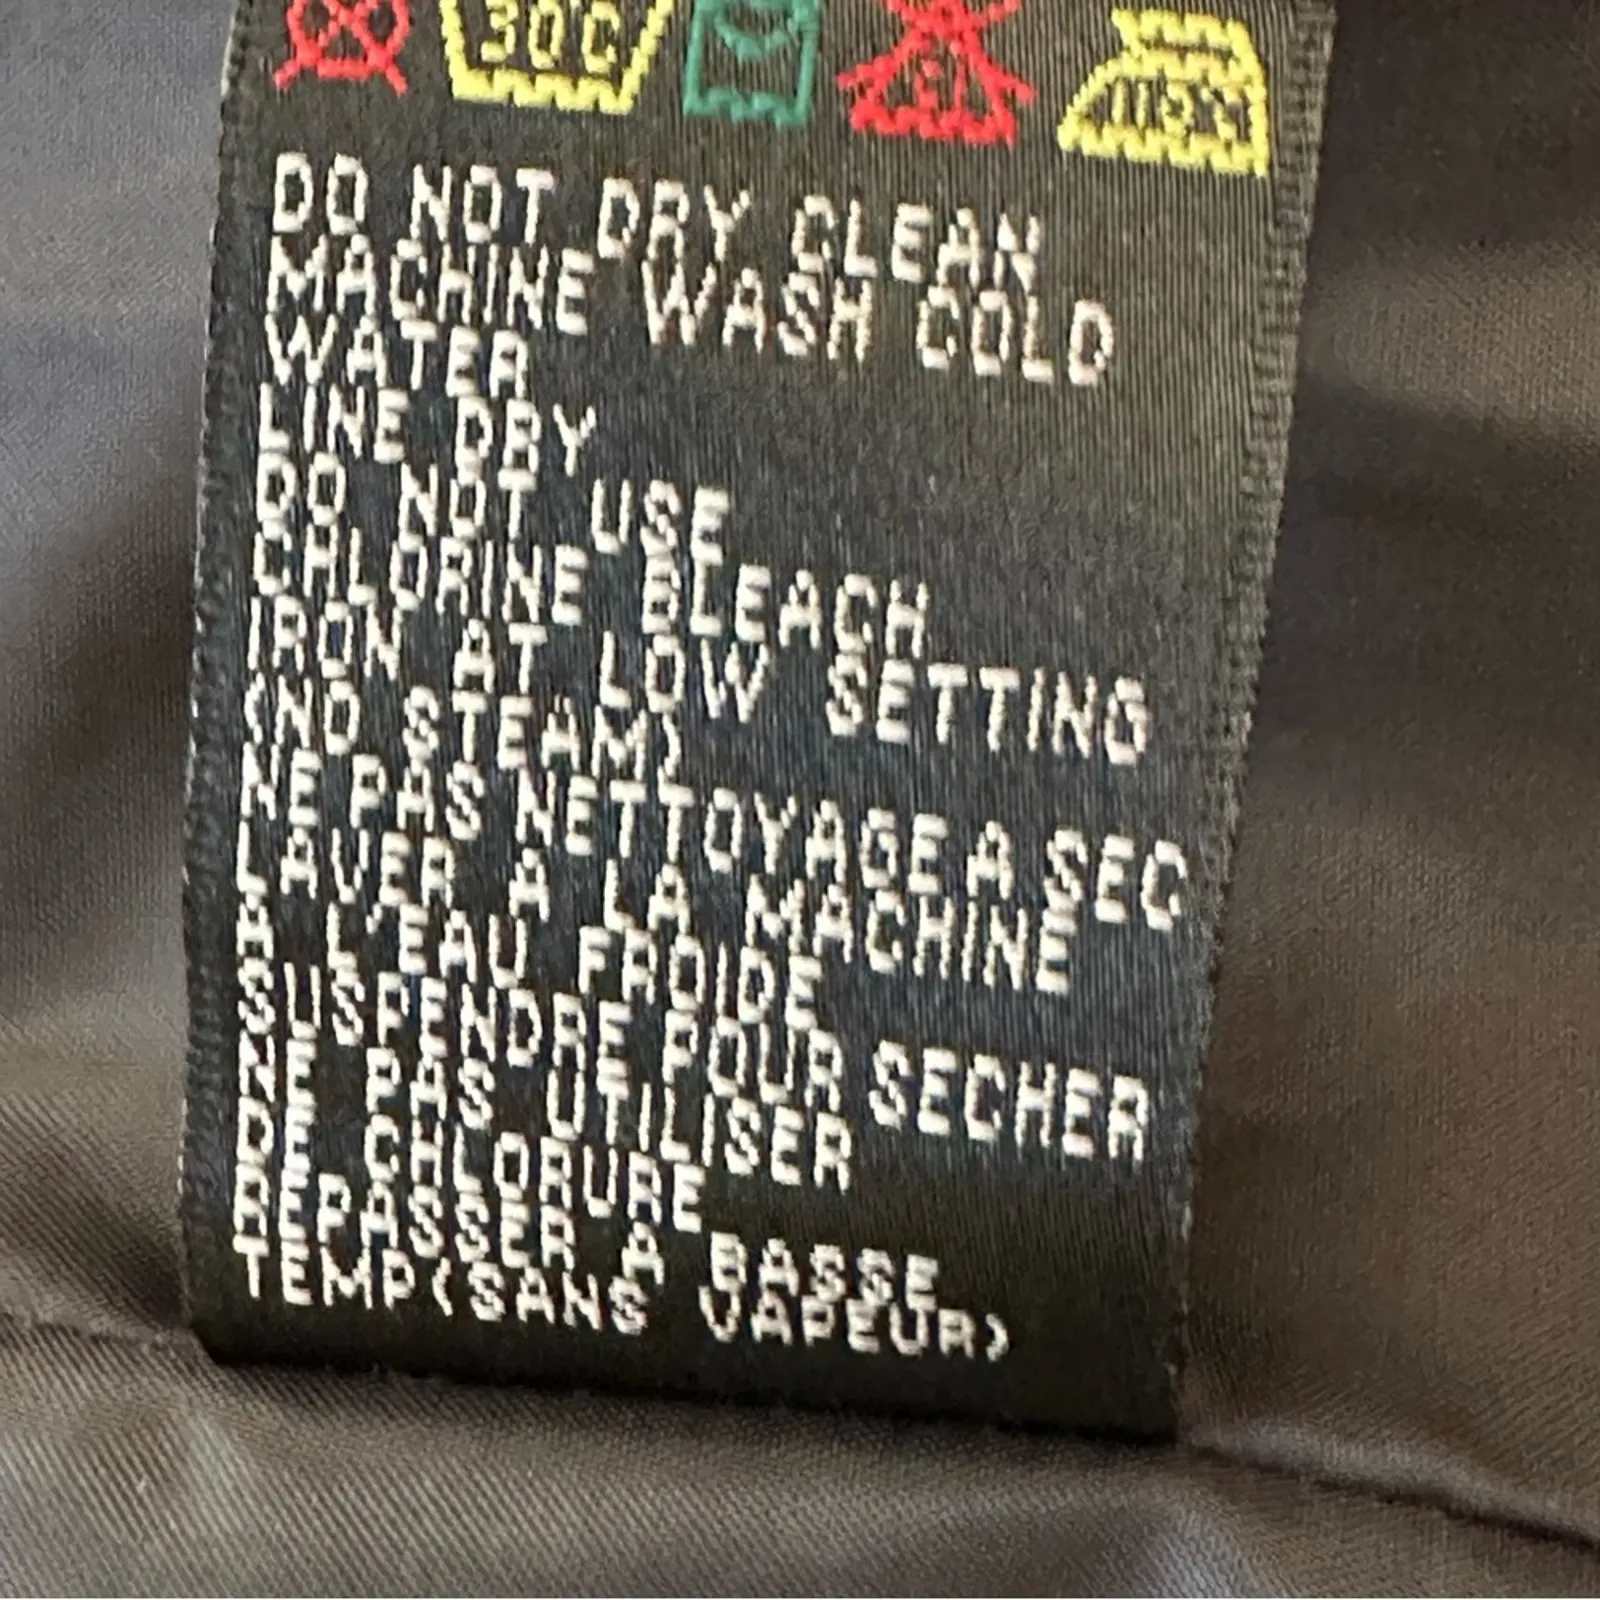 30°C
Cl
110°C
DO NOT DRY CLEAN
MACHINE WASH COLD
WATER
LINE DRY
DO NOT USE
CHLORINE BLEACH
IRON AT LOW SETTING
(NO STEAM)
NE PAS NETTOYAGE A SEC
LAVER A LA MACHINE
A L'EAU FROIDE
SUSPENDRE POUR SECHER
NE PAS UTILISER
DE CHLORURE
REPASSER A BASSE
TEMP(SANS VAPEUR)